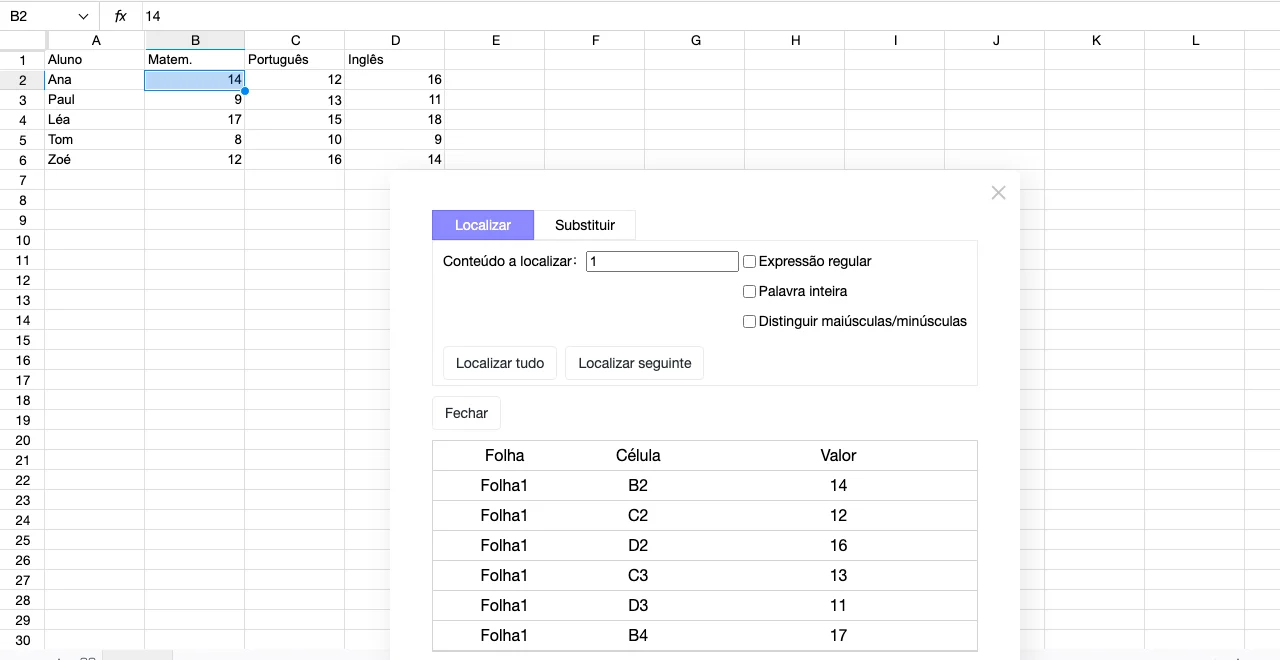 B2 fx 14
A B C D E F G H I J K L
1 Aluno Matem. Português Inglês
2 Ana 14 12 16
3 Paul 9 13 11
4 Léa 17 15 18
5 Tom 8 10 9
6 Zoé 12 16 14
7
8
9
10
11
12
13
14
15
16
17
18
19
20
21
22
23
24
25
26
27
28
29
30
Localizar Substituir
Conteúdo a localizar: 1 Expressão regular
Palavra inteira
Distinguir maiúsculas/minúsculas
Localizar tudo Localizar seguinte
Fechar
Folha Célula Valor
Folha1 B2 14
Folha1 C2 12
Folha1 D2 16
Folha1 C3 13
Folha1 D3 11
Folha1 B4 17